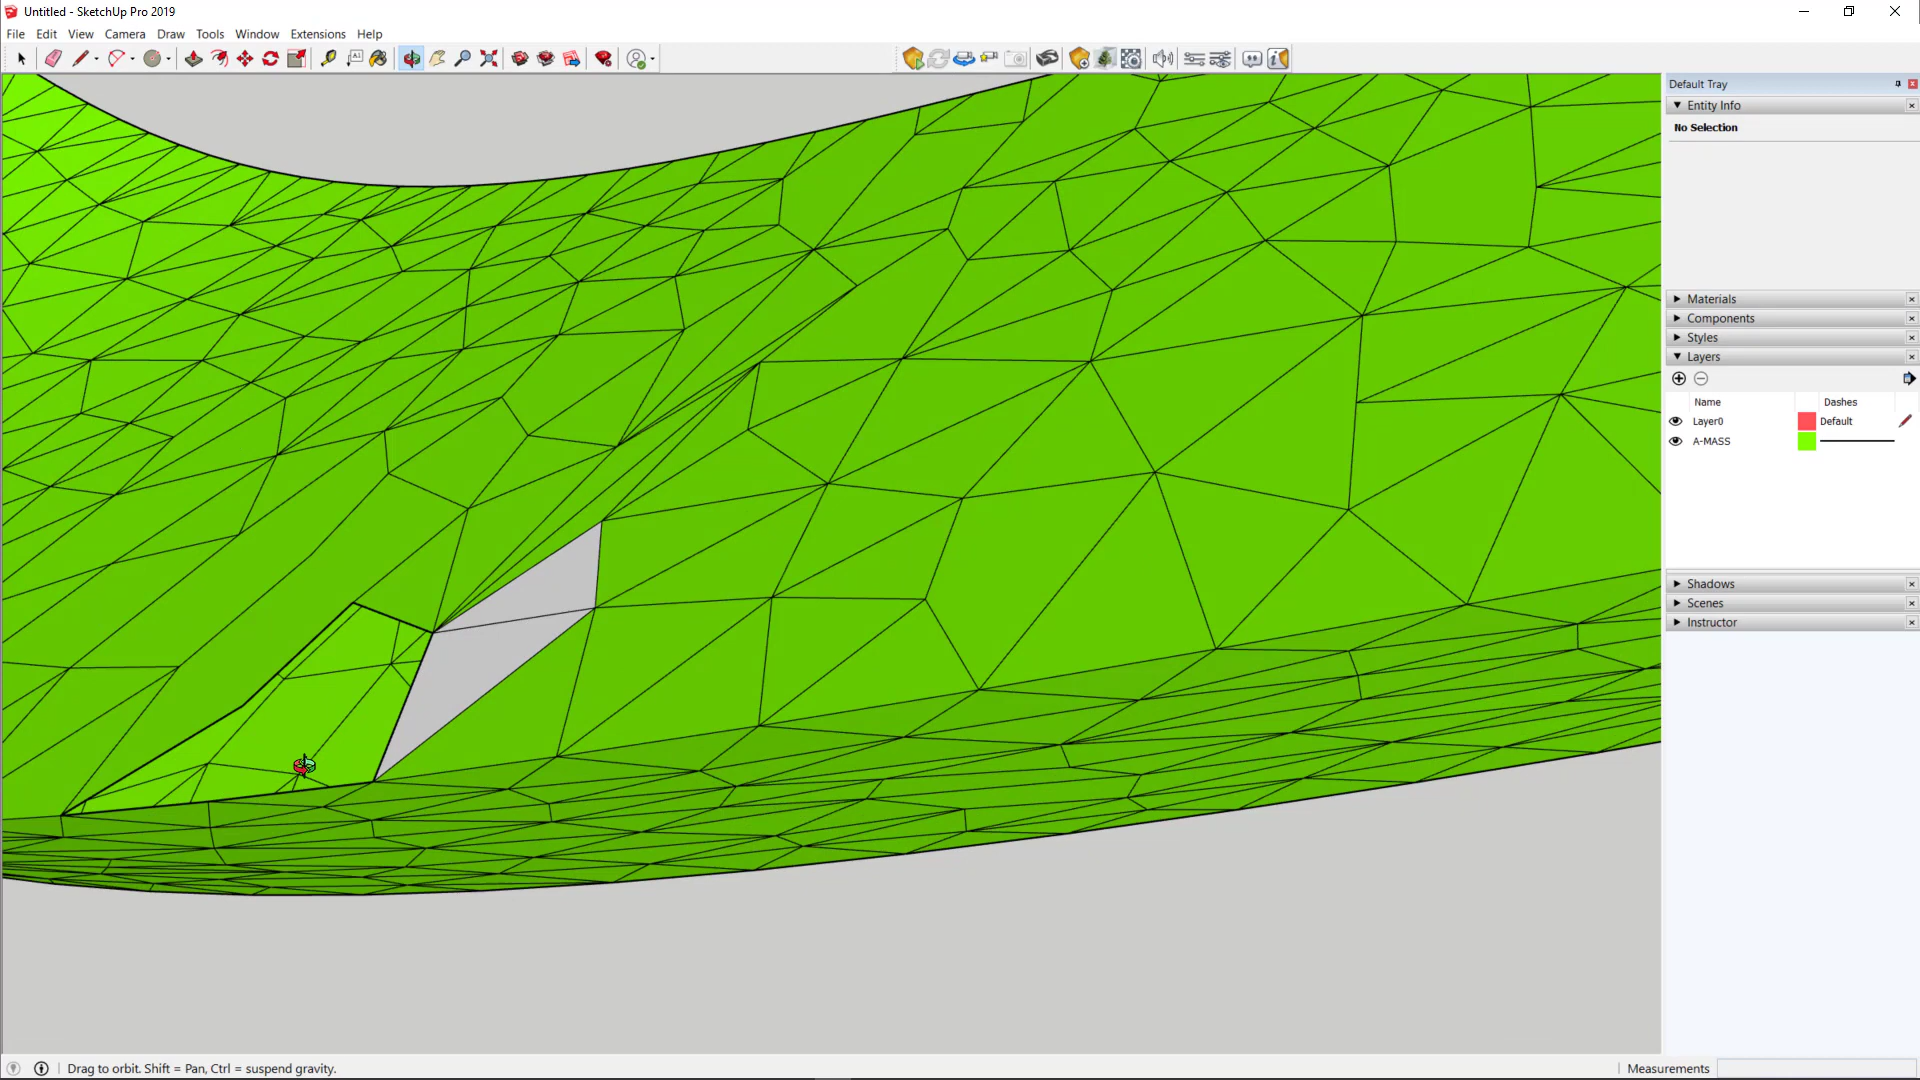 Untitled - SketchUp Pro 2019
File Edit View Camera Draw Tools Window Extensions Help
A1
Default Tray
Entity Info
No Selection
Materials
Components
Styles
Layers
Name Dashes
Layer0 Default
A-MASS
Shadows
Scenes
Instructor
Drag to orbit. Shift = Pan, Ctrl = suspend gravity.
Measurements